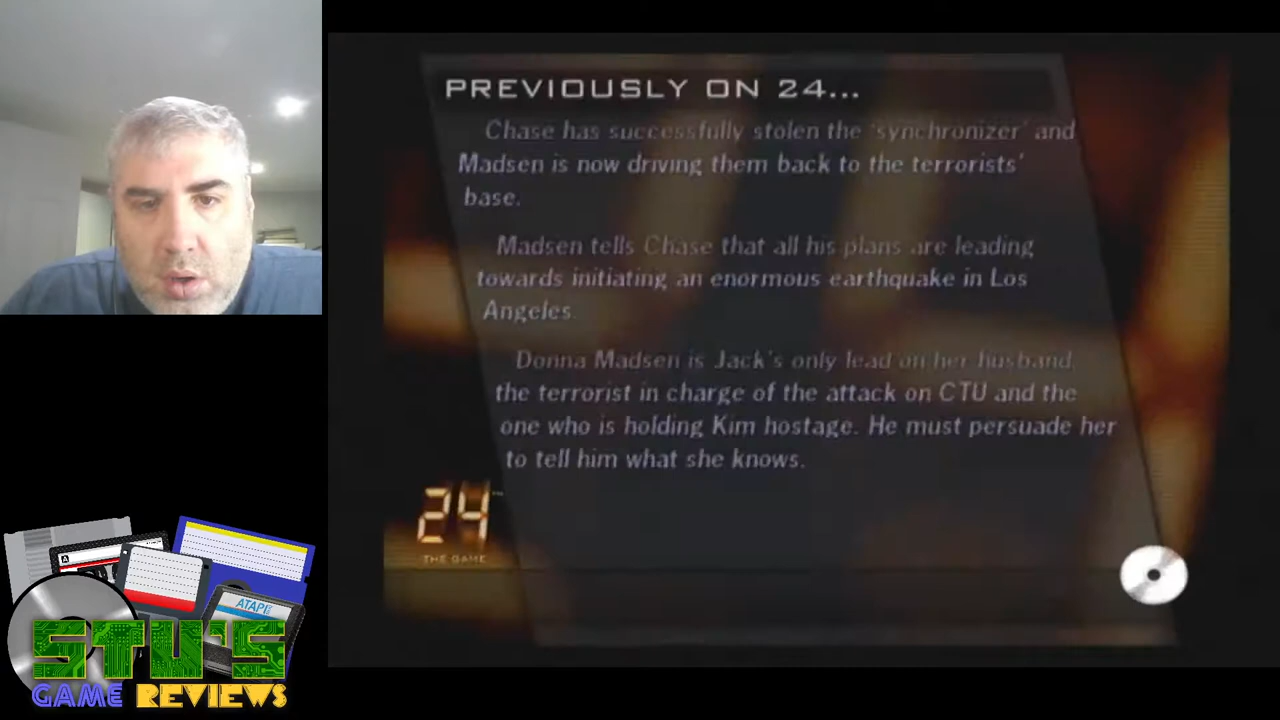 PREVIOUSLY ON 24...
Chase has successfully stolen the 'synchronizer' and
Madsen is now driving them back to the terrorists'
base.
Madsen tells Chase that all his plans are leading
towards initiating an enormous earthquake in Los
Angeles.
Donna Madsen is Jack's only lead on her husband,
the terrorist in charge of the attack on CTU and the
one who is holding Kim hostage. He must persuade her
to tell him what she knows.
24
THE GAME
ATAPI
STU'S
GAME REVIEWS